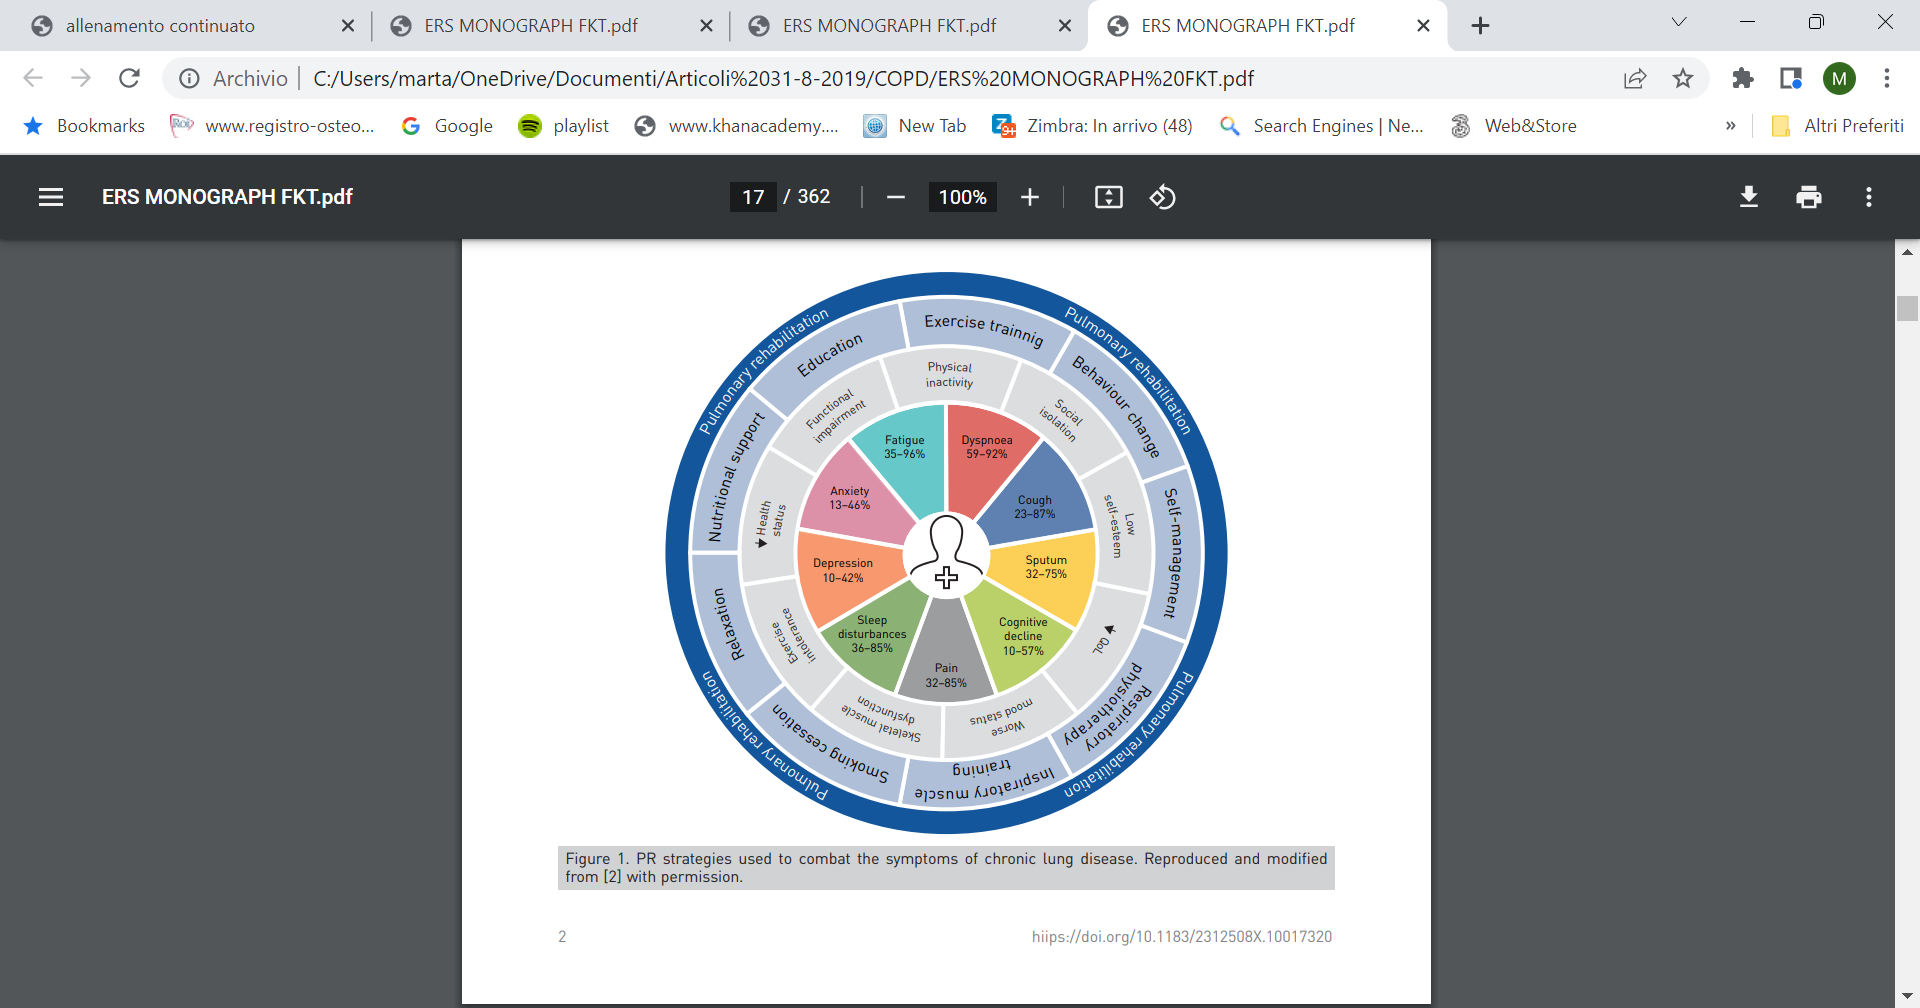 allenamento continuato
ERS MONOGRAPH FKT.pdf
ERS MONOGRAPH FKT.pdf
ERS MONOGRAPH FKT.pdf
Archivio
C:/Users/marta/OneDrive/Documenti/Articoli%2031-8-2019/COPD/ERS%20MONOGRAPH%20FKT.pdf
M
Bookmarks
www.registro-osteo...
Google
playlist
www.khanacademy....
New Tab
9+
Zimbra: In arrivo (48)
Search Engines | Ne...
Web&Store
»
Altri Preferiti
ERS MONOGRAPH FKT.pdf
17 / 362
100%
Pulmonary rehabilitation
Pulmonary rehabilitation
Pulmonary rehabilitation
Pulmonary rehabilitation
Exercise trainnig
Behaviour change
Self-management
Respiratory
physiotherapy
Inspiratory muscle
training
Smoking cessation
Relaxation
Nutritional support
Education
Physical
inactivity
Social
isolation
Low
self-esteem
QoL
Worse
mood status
Skeletal muscle
dysfunction
Exercise
intolerance
Health
status
Functional
impairment
Dyspnoea
59–92%
Cough
23–87%
Sputum
32–75%
Cognitive
decline
10–57%
Pain
32–85%
Sleep
disturbances
36–85%
Depression
10–42%
Anxiety
13–46%
Fatigue
35–96%
Figure 1. PR strategies used to combat the symptoms of chronic lung disease. Reproduced and modified
from [2] with permission.
2
hiips://doi.org/10.1183/2312508X.10017320